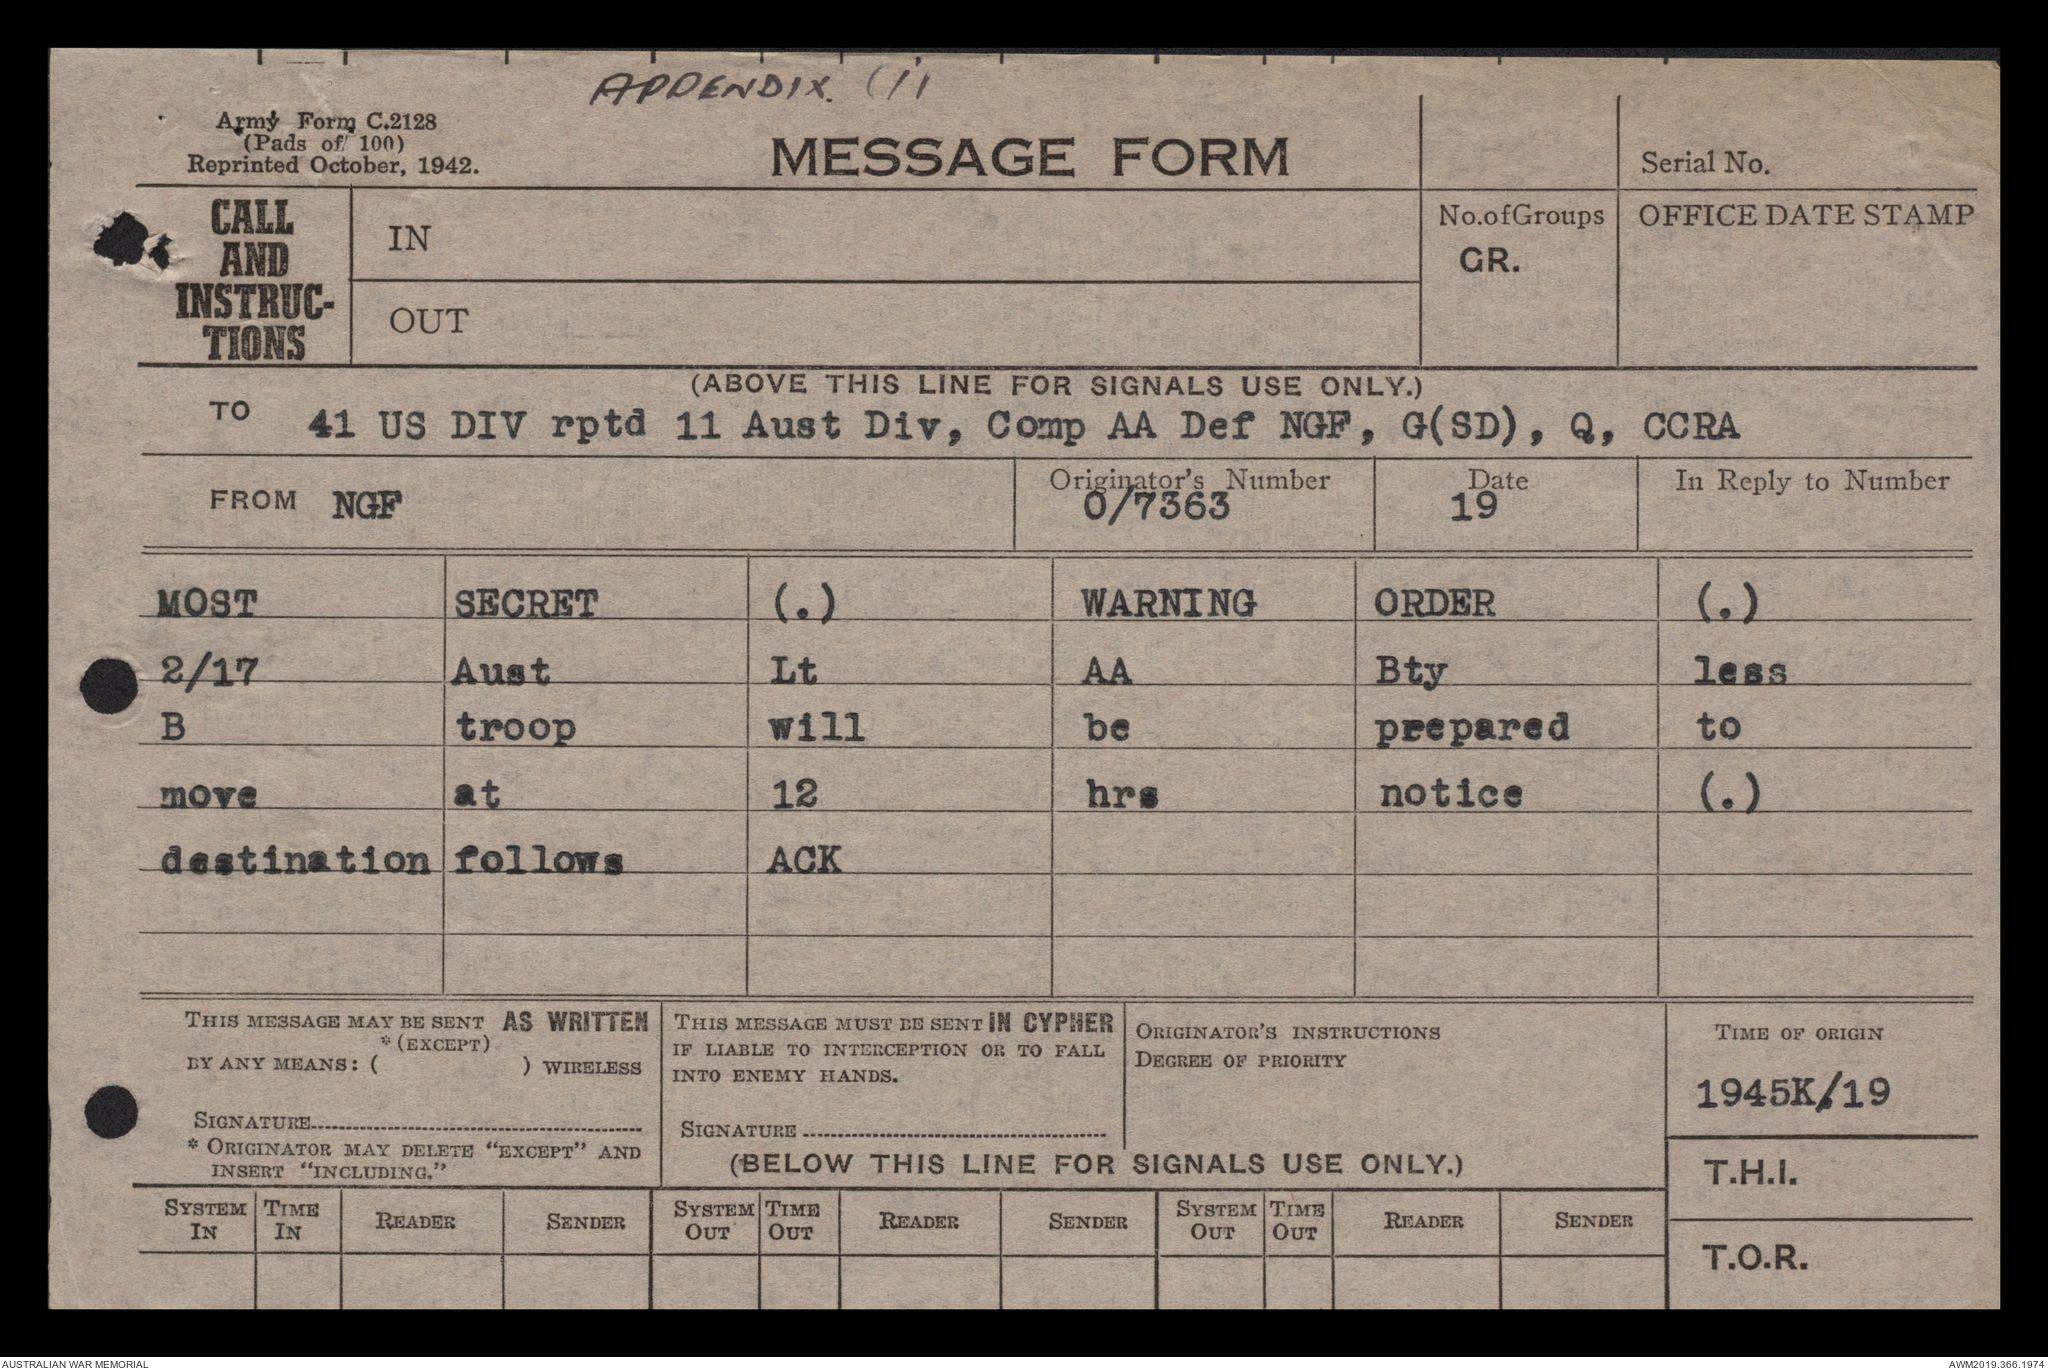 APPENDIX (11
Army Form C.2128
(Pads of 100)
Reprinted October, 1942.
MESSAGE FORM
Serial No.
CALL
AND
INSTRUC-
TIONS
IN
OUT
No.ofGroups
GR.
OFFICE DATE STAMP
(ABOVE THIS LINE FOR SIGNALS USE ONLY.)
TO 41 US DIV rptd 11 Aust Div, Comp AA Def NGF, G(SD), Q, CCRA
FROM NGF
Originator's Number
0/7363
Date
19
In Reply to Number
MOST SECRET (.) WARNING ORDER (.)
2/17 Aust Lt AA Bty less
B troop will be prepared to
move at 12 hrs notice (.)
destination follows ACK
THIS MESSAGE MAY BE SENT AS WRITTEN
*(EXCEPT)
BY ANY MEANS: ( ) WIRELESS
SIGNATURE
* ORIGINATOR MAY DELETE "EXCEPT" AND
INSERT "INCLUDING."
THIS MESSAGE MUST BE SENT IN CYPHER
IF LIABLE TO INTERCEPTION OR TO FALL
INTO ENEMY HANDS.
SIGNATURE
ORIGINATOR'S INSTRUCTIONS
DEGREE OF PRIORITY
TIME OF ORIGIN
1945K/19
(BELOW THIS LINE FOR SIGNALS USE ONLY.)
T.H.I.
T.O.R.
SYSTEM IN
TIME IN
READER
SENDER
SYSTEM OUT
TIME OUT
READER
SENDER
SYSTEM OUT
TIME OUT
READER
SENDER
AUSTRALIAN WAR MEMORIAL
AWM2019.366.1974